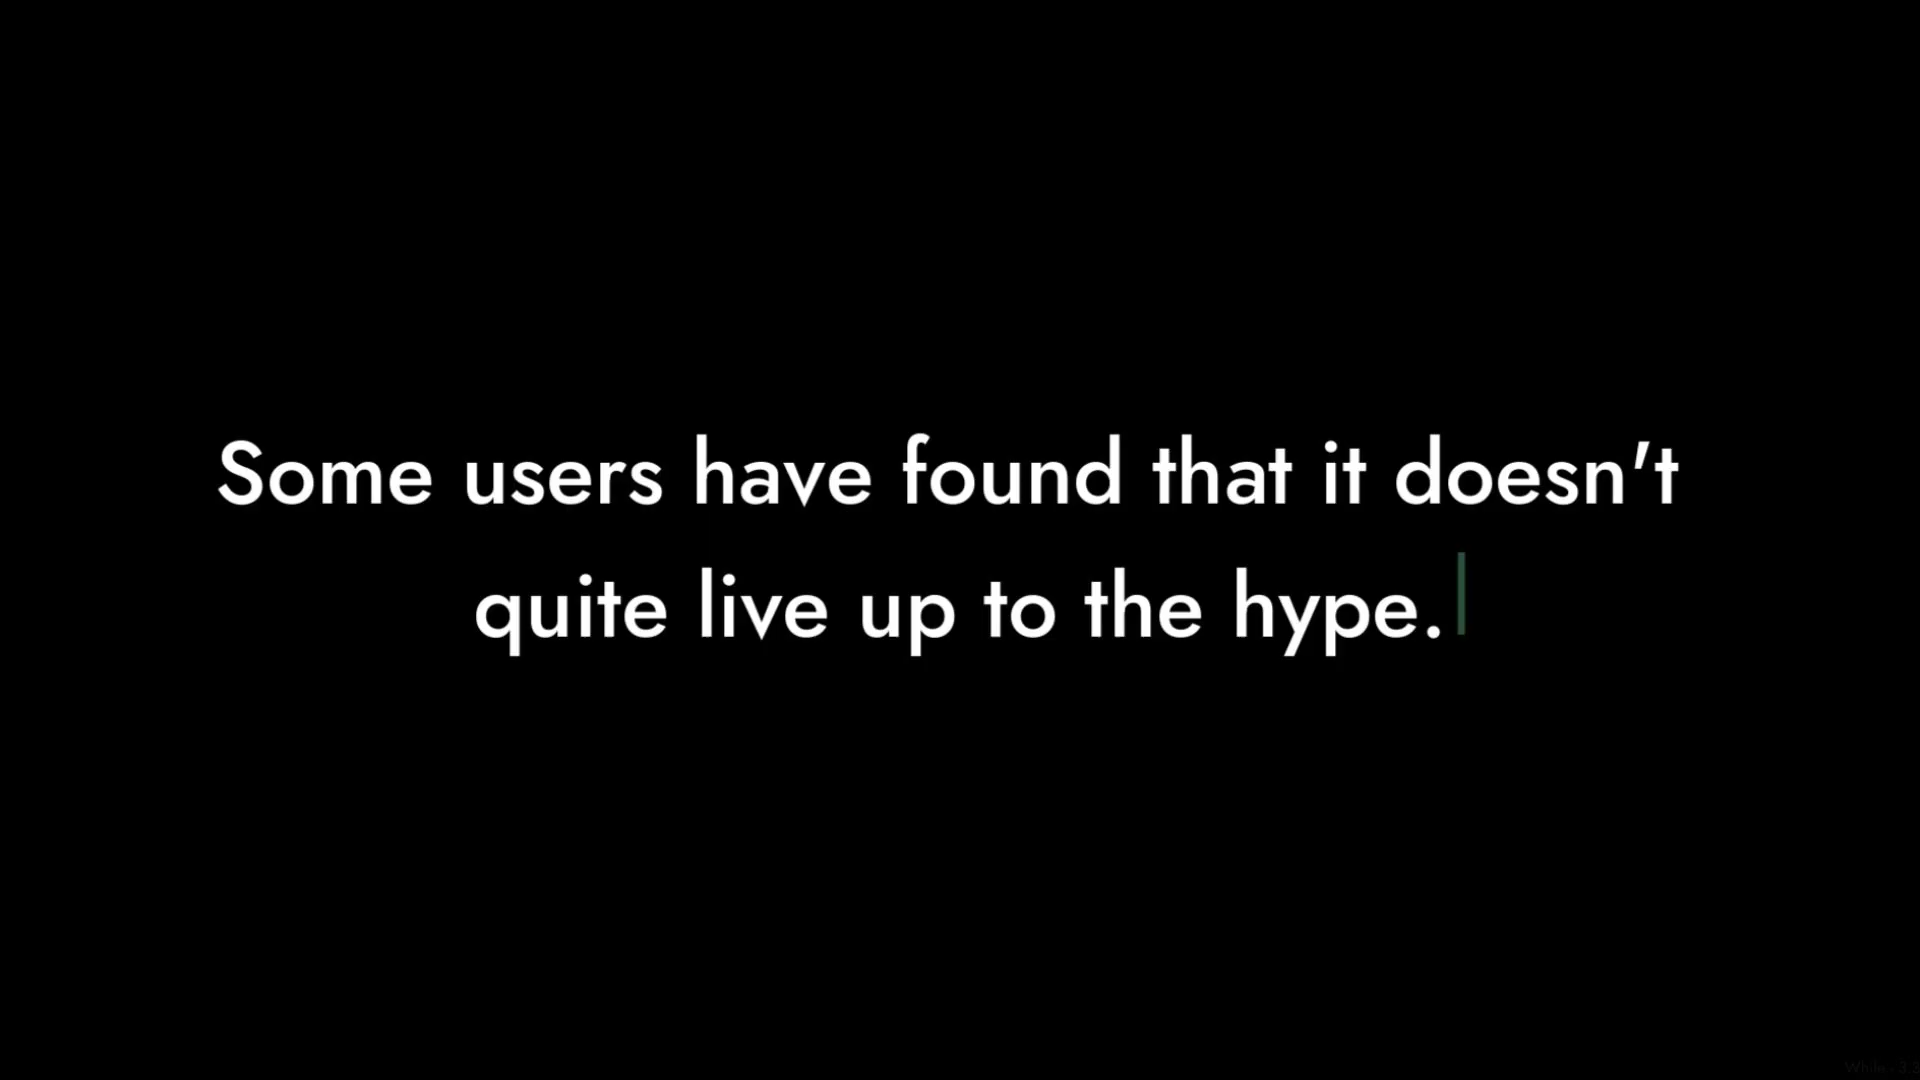 Some users have found that it doesn't
quite live up to the hype.